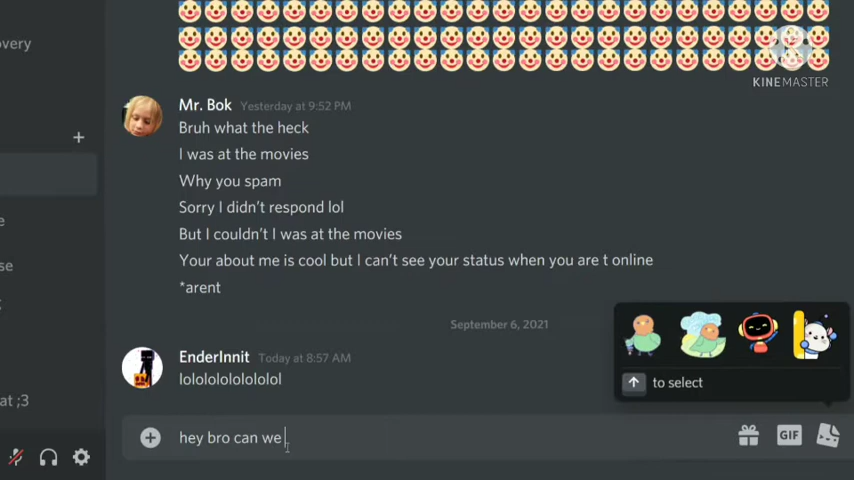 overy
KINEMASTER
Mr. Bok Yesterday at 9:52 PM
Bruh what the heck
I was at the movies
Why you spam
Sorry I didn't respond lol
But I couldn't I was at the movies
Your about me is cool but I can't see your status when you are t online
*arent
September 6, 2021
EnderInnit Today at 8:57 AM
lolololololololol
to select
hey bro can we
GIF
e
se
at ;3